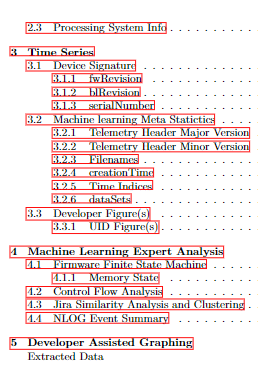 2.3 Processing System Info . . . . . . . . . .
3 Time Series
3.1 Device Signature . . . . . . . . . . . . .
3.1.1 fwRevision . . . . . . . . . . . .
3.1.2 blRevision . . . . . . . . . . . .
3.1.3 serialNumber . . . . . . . . . .
3.2 Machine learning Meta Statictics . . . .
3.2.1 Telemetry Header Major Version
3.2.2 Telemetry Header Minor Version
3.2.3 Filenames . . . . . . . . . . . .
3.2.4 creationTime . . . . . . . . . .
3.2.5 Time Indices . . . . . . . . . .
3.2.6 dataSets . . . . . . . . . . . . .
3.3 Developer Figure(s) . . . . . . . . . . .
3.3.1 UID Figure(s) . . . . . . . . . .
4 Machine Learning Expert Analysis
4.1 Firmware Finite State Machine . . . . .
4.1.1 Memory State . . . . . . . . . .
4.2 Control Flow Analysis . . . . . . . . . .
4.3 Jira Similarity Analysis and Clustering .
4.4 NLOG Event Summary . . . . . . . . .
5 Developer Assisted Graphing
Extracted Data